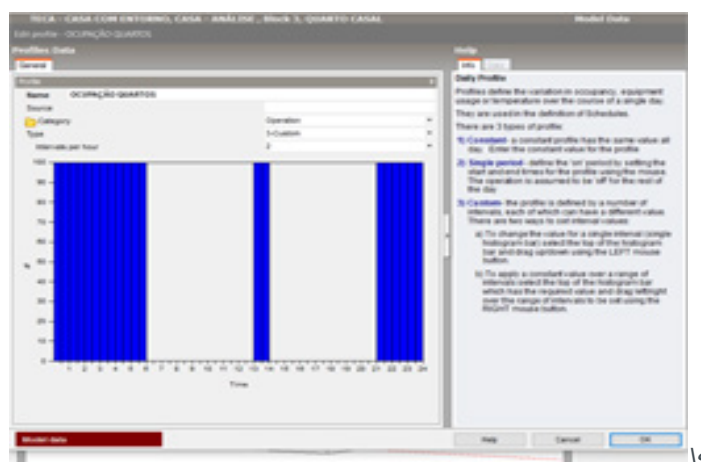 TECA - CASA COM ENTORNO, CASA - ANÁLISE, Block 3, QUARTO CASAL
Model Data
Edit profile - OCUPAÇÃO QUARTOS
Profiles Data
General
Profile
Name OCUPAÇÃO QUARTOS
Source
Category Operation
Type 3-Custom
Intervals per hour 2
100
90
80
70
60
%
50
40
30
20
10
0
1 2 3 4 5 6 7 8 9 10 11 12 13 14 15 16 17 18 19 20 21 22 23 24
Time
Help
Info Data
Daily Profile
Profiles define the variation in occupancy, equipment
usage or temperature over the course of a single day.
They are used in the definition of Schedules.
There are 3 types of profile:
1) Constant- a constant profile has the same value all
day. Enter the constant value for the profile
2) Single period- define the 'on' period by setting the
start and end times for the profile using the mouse.
The operation is assumed to be 'off' for the rest of
the day
3) Custom- the profile is defined by a number of
intervals, each of which can have a different value.
There are two ways to set interval values:
a) To change the value for a single interval (single
histogram bar) select the top of the histogram
bar and drag up/down using the LEFT mouse
button.
b) To apply a constant value over a range of
intervals select the top of the histogram bar
which has the required value and drag left/right
over the range of intervals to be set using the
RIGHT mouse button.
Model data
Help Cancel OK